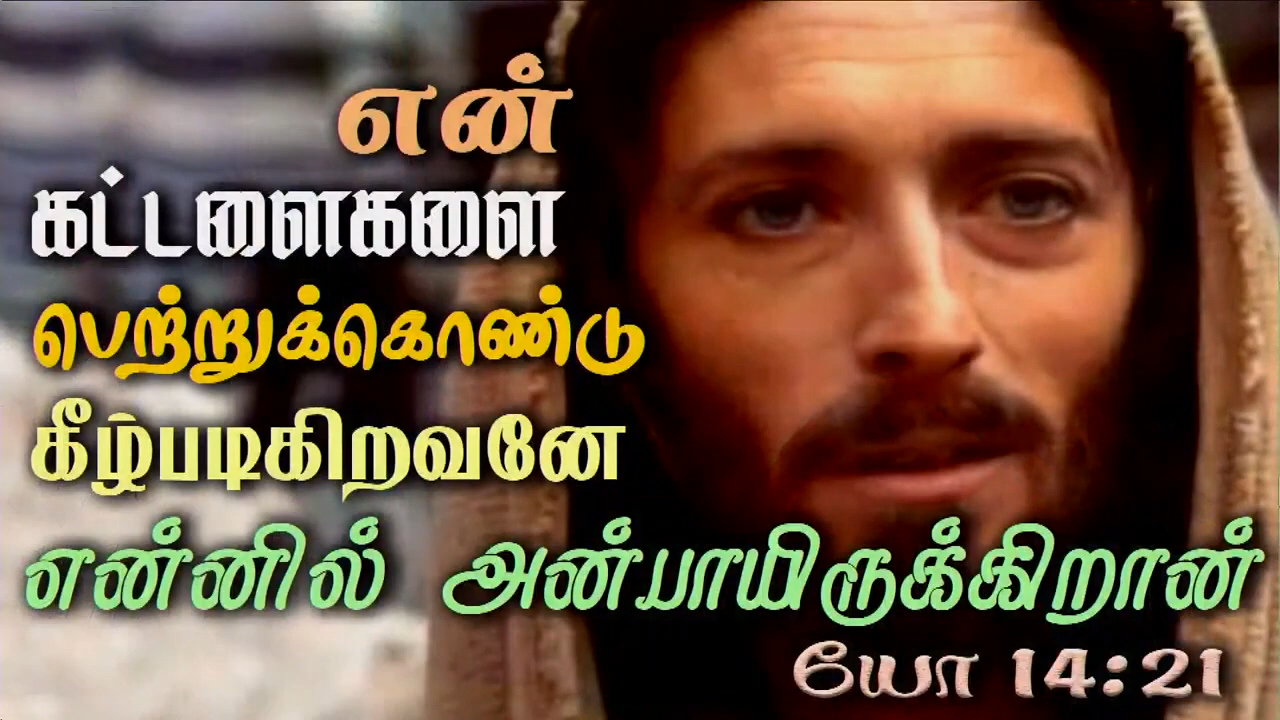 என்
கட்டளைகளை
பெற்றுக்கொண்டு
கீழ்படிகிறவனே
என்னில் அன்பாயிருக்கிறான்
யோ 14:21